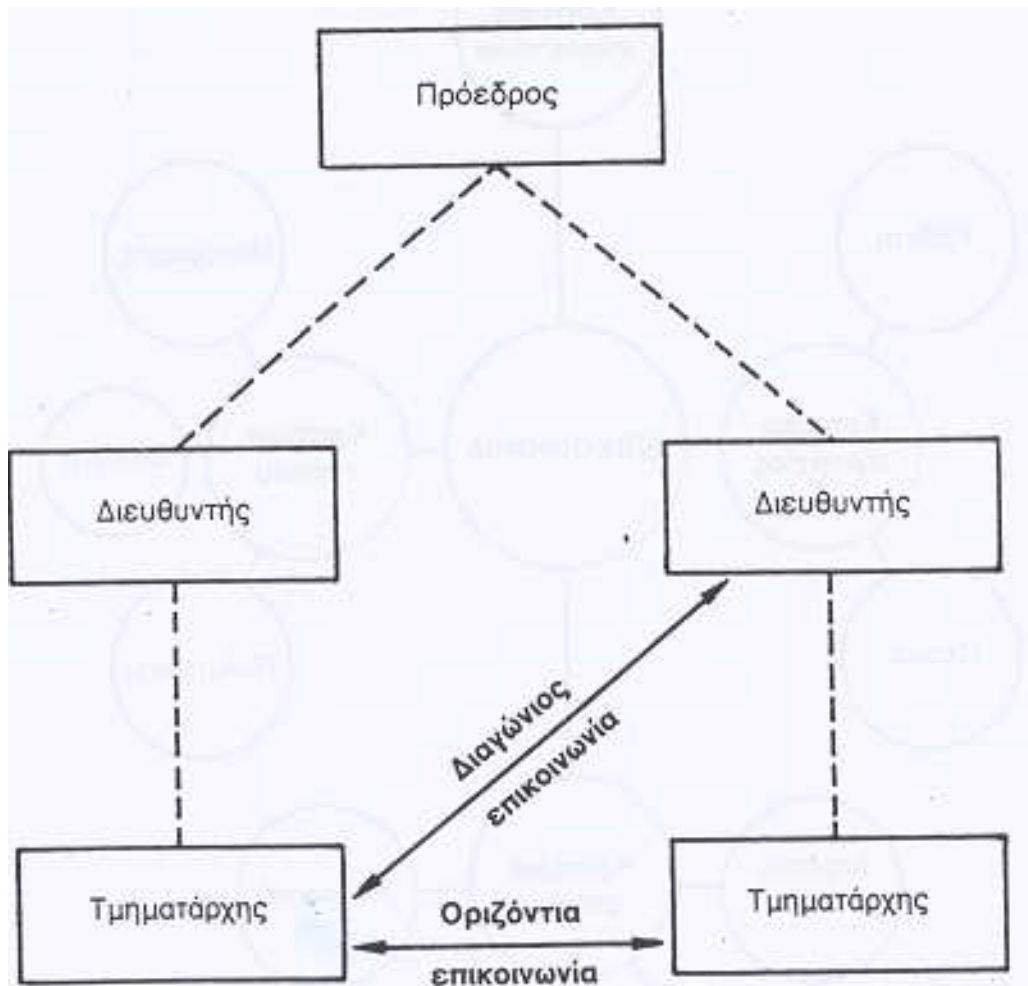 Πρόεδρος
Διευθυντής
Διευθυντής
Διαγώνιος
επικοινωνία
Τμηματάρχης
Οριζόντια
επικοινωνία
Τμηματάρχης